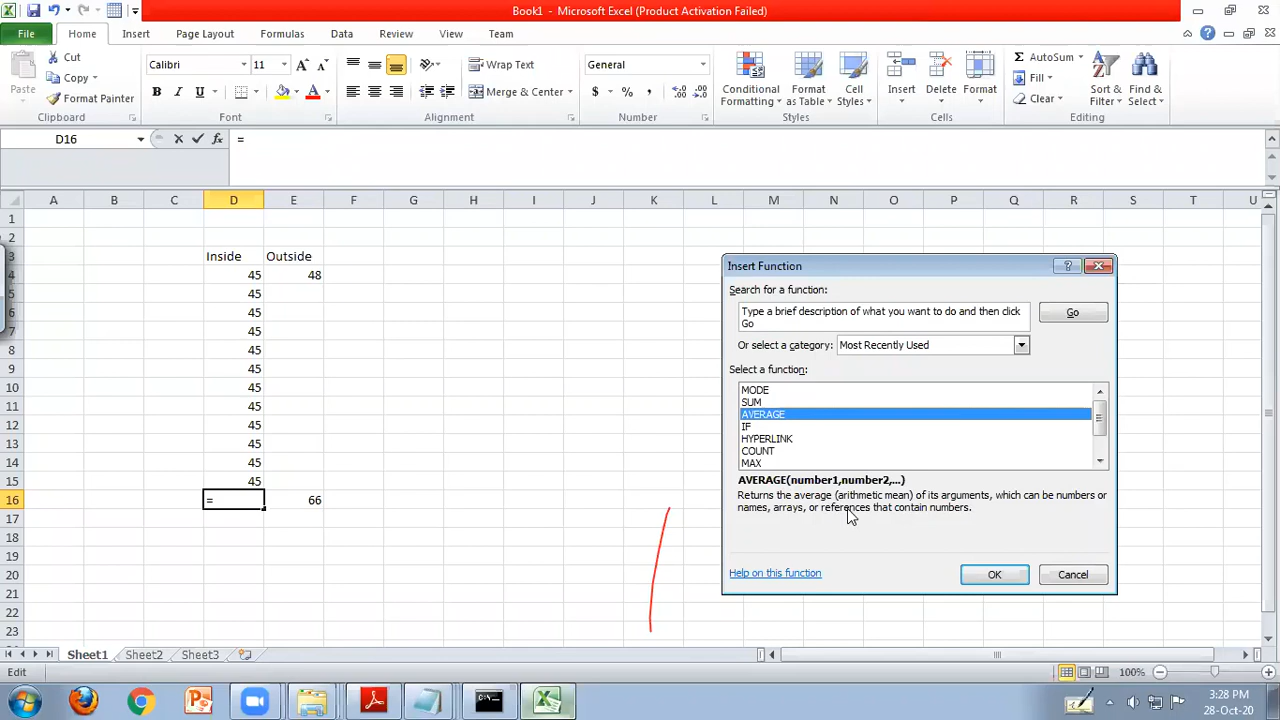 Book1 - Microsoft Excel (Product Activation Failed)
File Home Insert Page Layout Formulas Data Review View Team
Paste
Cut
Copy
Format Painter
Clipboard
Calibri 11
B I U
Font
Wrap Text
Merge & Center
Alignment
General
$ % ,
Number
Conditional Formatting
Format as Table
Cell Styles
Styles
Insert Delete Format
Cells
Σ AutoSum
Fill
Clear
Sort & Filter
Find & Select
Editing
D16 fx =
A B C D E F G H I J K L M N O P Q R S T U
1
2
3 Inside Outside
4 45 48
5 45
6 45
7 45
8 45
9 45
10 45
11 45
12 45
13 45
14 45
15 45
16 = 66
17
18
19
20
21
22
23
Insert Function
Search for a function:
Type a brief description of what you want to do and then click
Go
Go
Or select a category: Most Recently Used
Select a function:
MODE
SUM
AVERAGE
IF
HYPERLINK
COUNT
MAX
AVERAGE(number1,number2,...)
Returns the average (arithmetic mean) of its arguments, which can be numbers or
names, arrays, or references that contain numbers.
Help on this function
OK Cancel
Sheet1 Sheet2 Sheet3
Edit 100%
3:28 PM
28-Oct-20